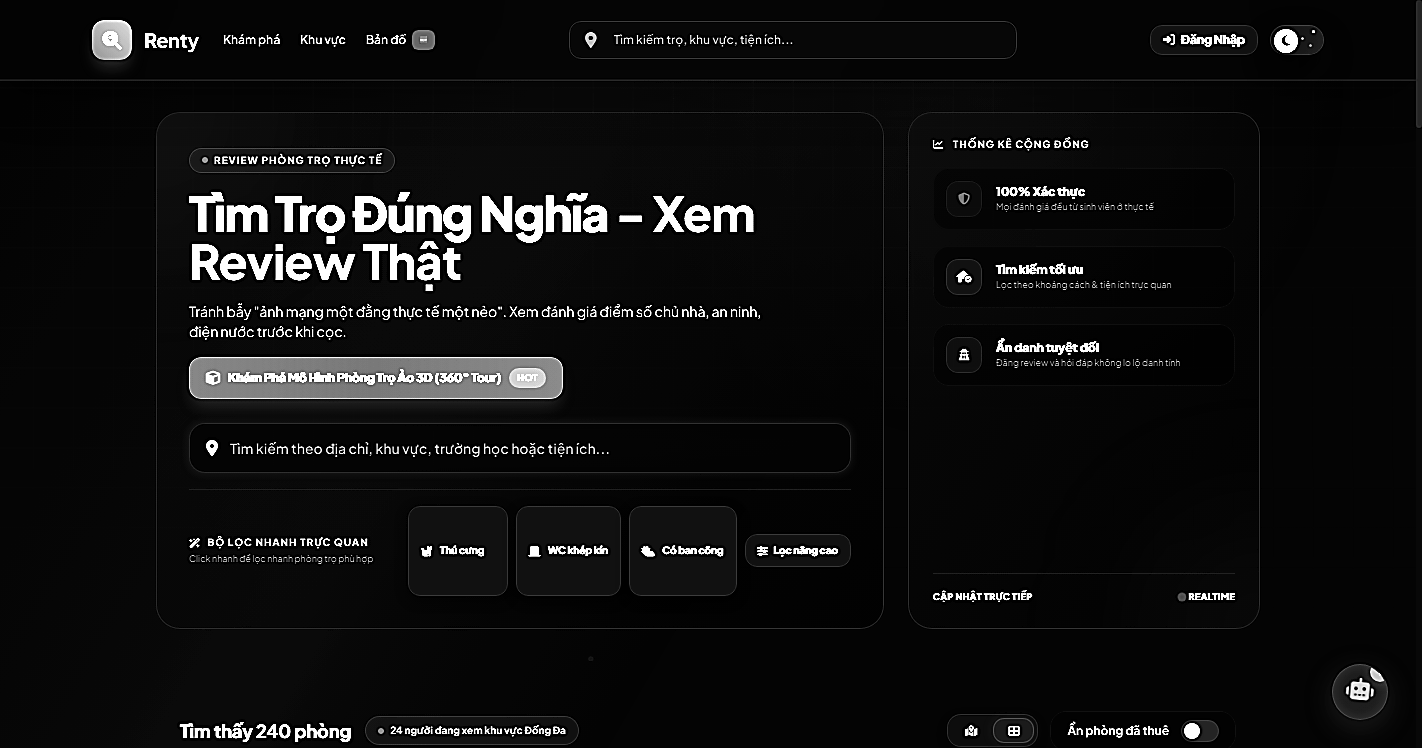 Renty
Khám phá
Khu vực
Bản đồ
Tìm kiếm trọ, khu vực, tiện ích...
Đăng Nhập
REVIEW PHÒNG TRỌ THỰC TẾ
Tìm Trọ Đúng Nghĩa – Xem
Review Thật
Tránh bẫy "ảnh mạng một đằng thực tế một nẻo". Xem đánh giá điểm số chủ nhà, an ninh,
điện nước trước khi cọc.
Khám Phá Mô Hình Phòng Trọ Ảo 3D (360° Tour)
HOT
Tìm kiếm theo địa chỉ, khu vực, trường học hoặc tiện ích...
BỘ LỌC NHANH TRỰC QUAN
Click nhanh để lọc nhanh phòng trọ phù hợp
Thú cưng
WC khép kín
Có ban công
Lọc nâng cao
THỐNG KÊ CỘNG ĐỒNG
100% Xác thực
Mọi đánh giá đều từ sinh viên ở thực tế
Tìm kiếm tối ưu
Lọc theo khoảng cách & tiện ích trực quan
Ẩn danh tuyệt đối
Đăng review và hỏi đáp không lo lộ danh tính
CẬP NHẬT TRỰC TIẾP
REALTIME
Tìm thấy 240 phòng
24 người đang xem khu vực Đống Đa
Ẩn phòng đã thuê